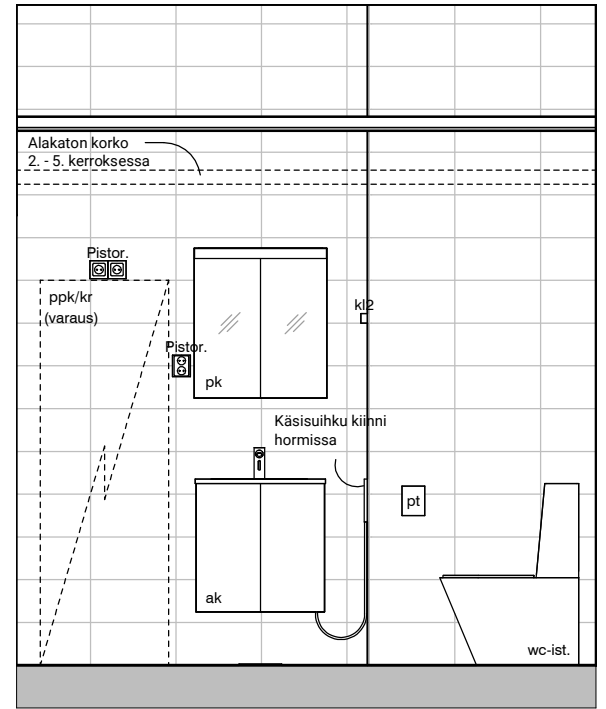 Alakaton korko
2. - 5. kerroksessa
Pistor.
ppk/kr
(varaus)
kl2
Pistor.
pk
Käsisuihku kiinni
hormissa
pt
ak
wc-ist.